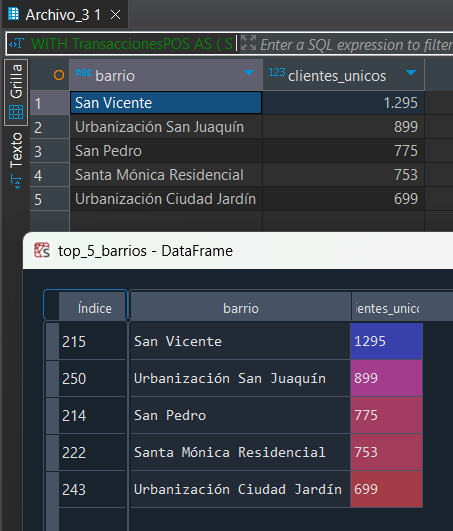 Archivo_3 1
WITH TransaccionesPOS AS ( S Enter a SQL expression to filter
Grilla
Texto
ABC barrio 123 clientes_unicos
1 San Vicente 1.295
2 Urbanización San Juaquín 899
3 San Pedro 775
4 Santa Mónica Residencial 753
5 Urbanización Ciudad Jardín 699
top_5_barrios - DataFrame
Índice barrio ientes_unico
215 San Vicente 1295
250 Urbanización San Juaquín 899
214 San Pedro 775
222 Santa Mónica Residencial 753
243 Urbanización Ciudad Jardín 699